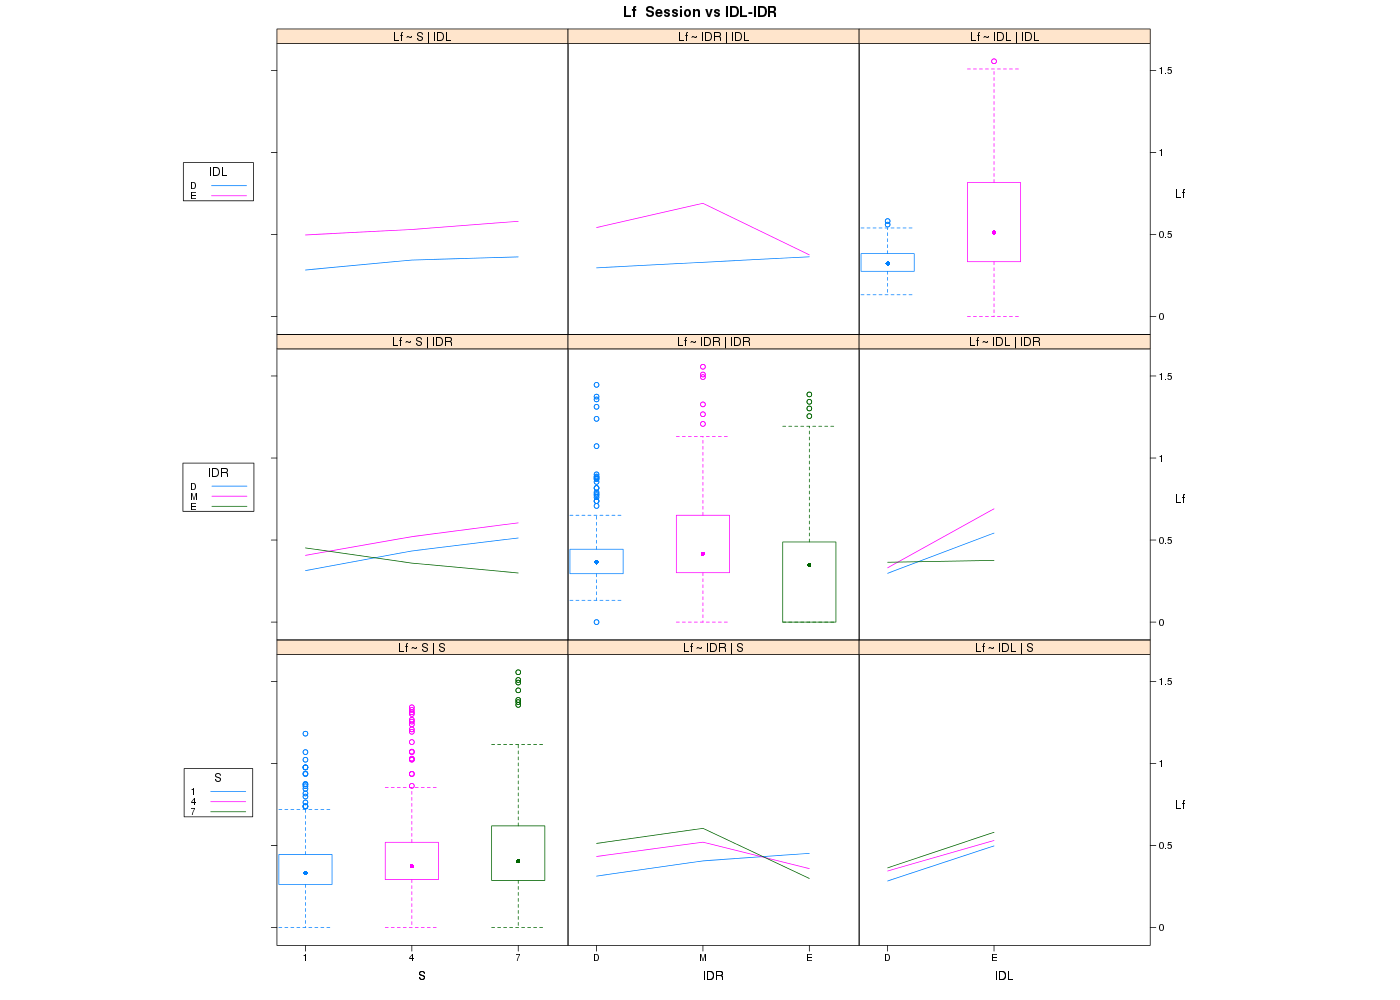 Lf  Session vs IDL-IDR
Lf ~ S | IDL
Lf ~ IDR | IDL
Lf ~ IDL | IDL
IDL
D
E
1.5
1
0.5
0
Lf
Lf ~ S | IDR
Lf ~ IDR | IDR
Lf ~ IDL | IDR
IDR
D
M
E
1.5
1
0.5
0
Lf
Lf ~ S | S
Lf ~ IDR | S
Lf ~ IDL | S
S
1
4
7
1.5
1
0.5
0
Lf
1 4 7
D M E
D E
S
IDR
IDL